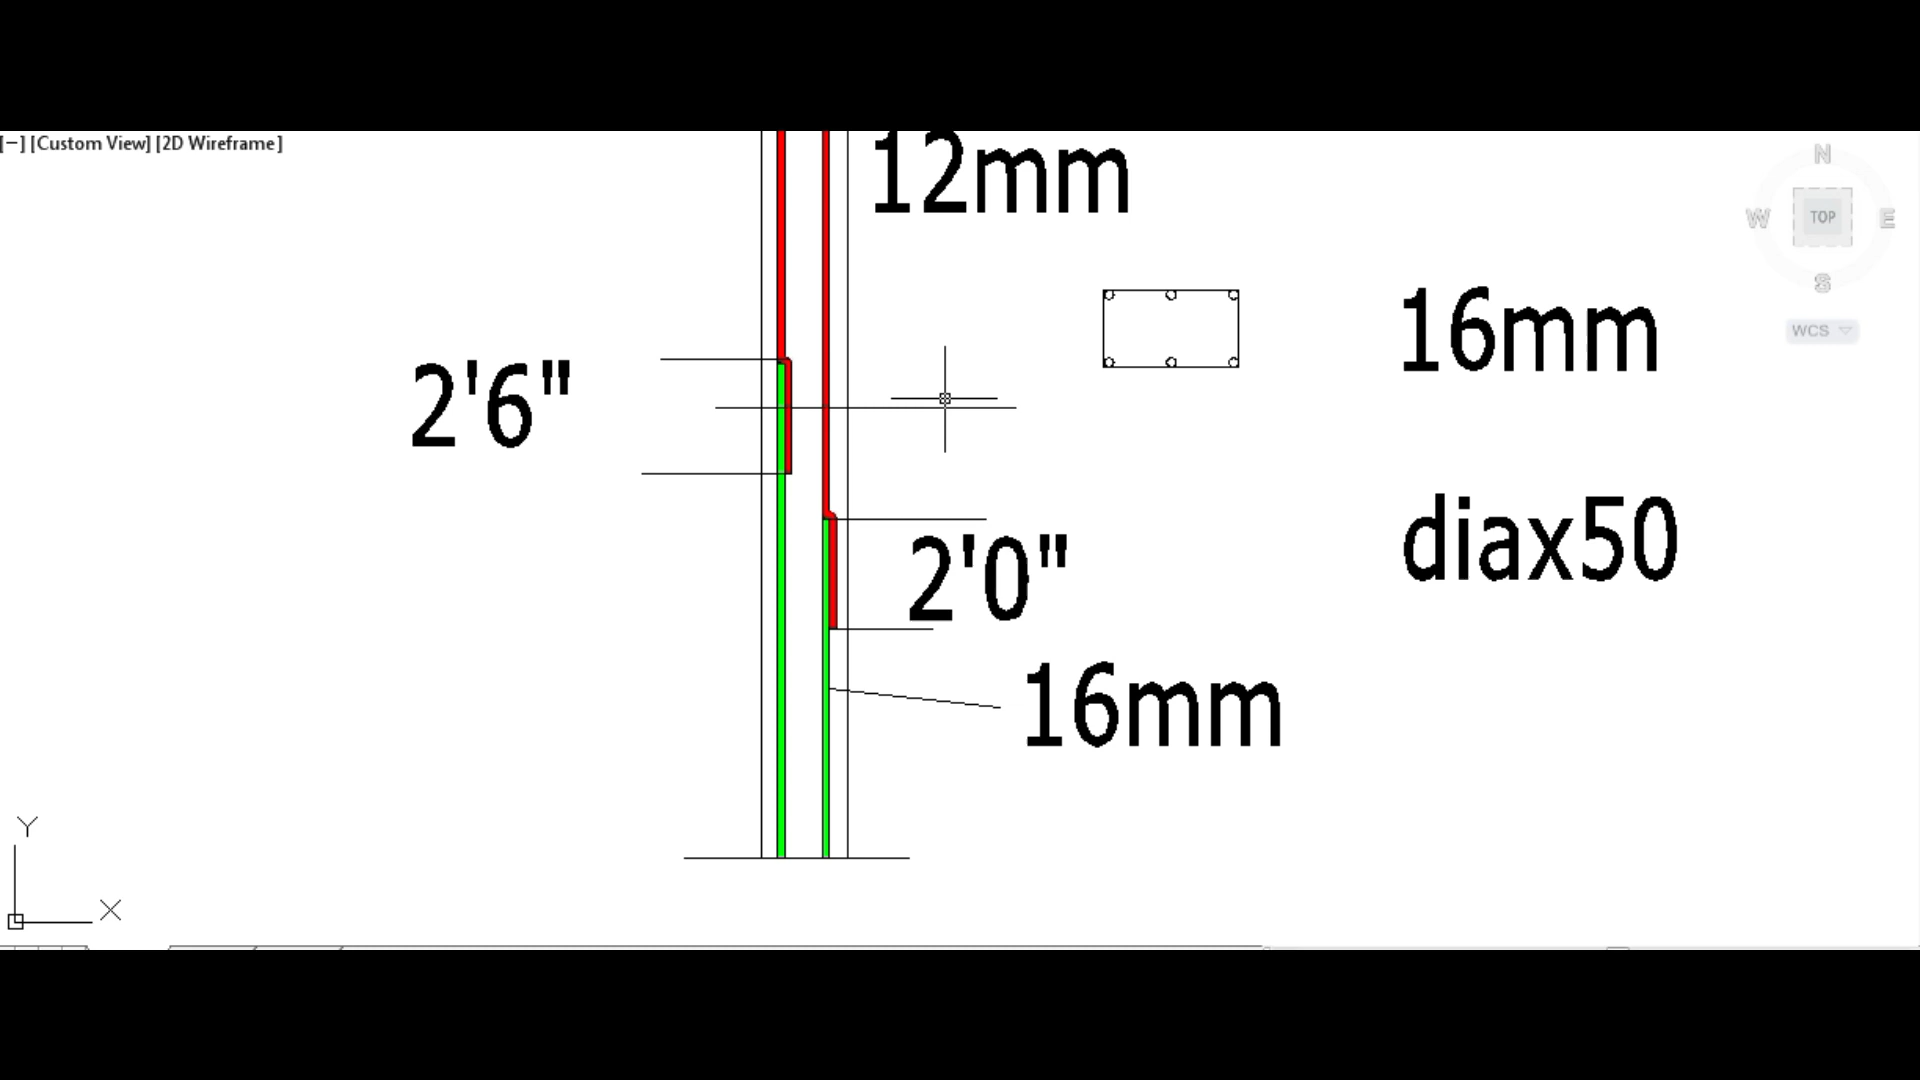 [−] [Custom View] [2D Wireframe]
12mm
N
W TOP E
S
WCS
16mm
2'6"
diax50
2'0"
16mm
Y
X